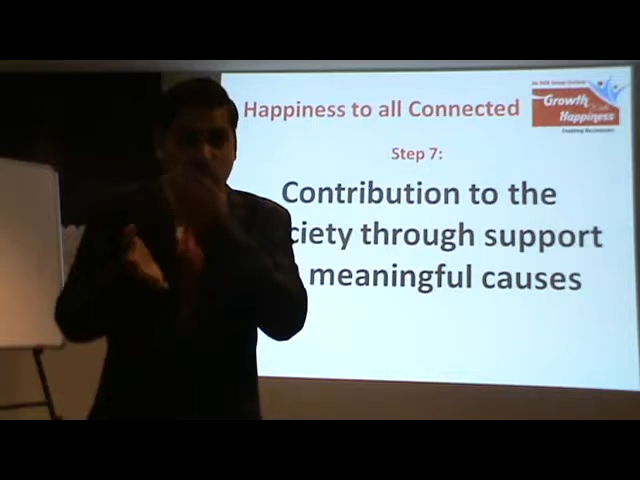 Happiness to all Connected
Growth
Happiness
Step 7:
Contribution to the
ciety through support
meaningful causes